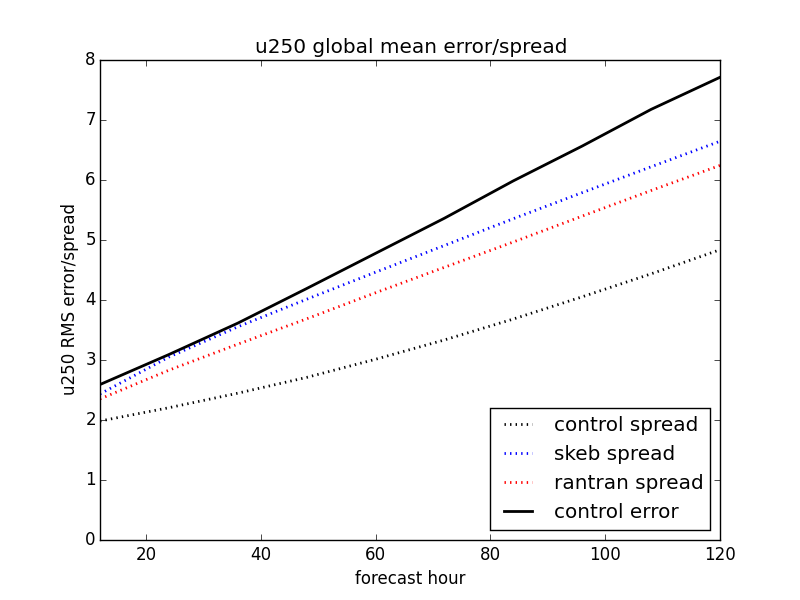 u250 global mean error/spread
8
7
6
5
4
3
2
1
0
u250 RMS error/spread
control spread
skeb spread
rantran spread
control error
20 40 60 80 100 120
forecast hour